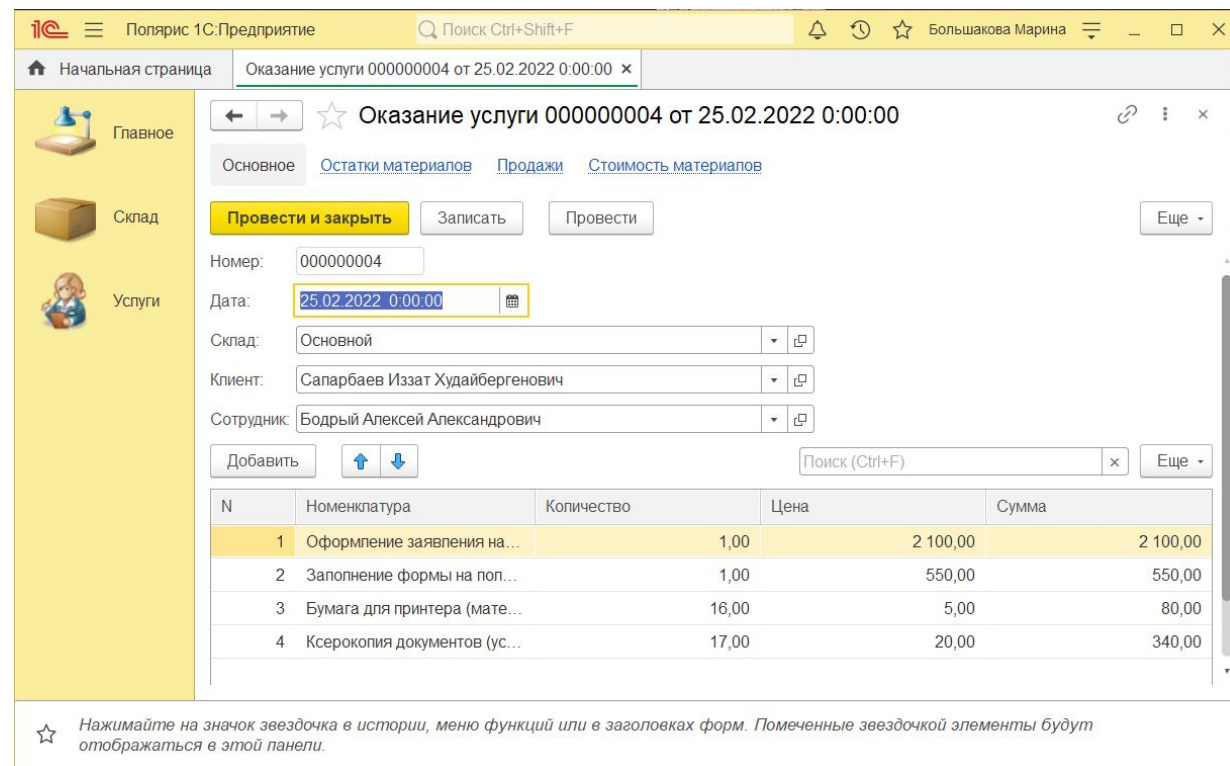 Полярис 1С:Предприятие Поиск Ctrl+Shift+F Большакова Марина
Начальная страница Оказание услуги 000000004 от 25.02.2022 0:00:00
Главное
Склад
Услуги
Оказание услуги 000000004 от 25.02.2022 0:00:00
Основное Остатки материалов Продажи Стоимость материалов
Провести и закрыть Записать Провести Еще
Номер: 000000004
Дата: 25.02.2022 0:00:00
Склад: Основной
Клиент: Сапарбаев Иззат Худайбергенович
Сотрудник: Бодрый Алексей Александрович
Добавить Поиск (Ctrl+F) Еще
N Номенклатура Количество Цена Сумма
1 Оформление заявления на... 1,00 2 100,00 2 100,00
2 Заполнение формы на пол... 1,00 550,00 550,00
3 Бумага для принтера (мате... 16,00 5,00 80,00
4 Ксерокопия документов (ус... 17,00 20,00 340,00
Нажимайте на значок звездочка в истории, меню функций или в заголовках форм. Помеченные звездочкой элементы будут
отображаться в этой панели.